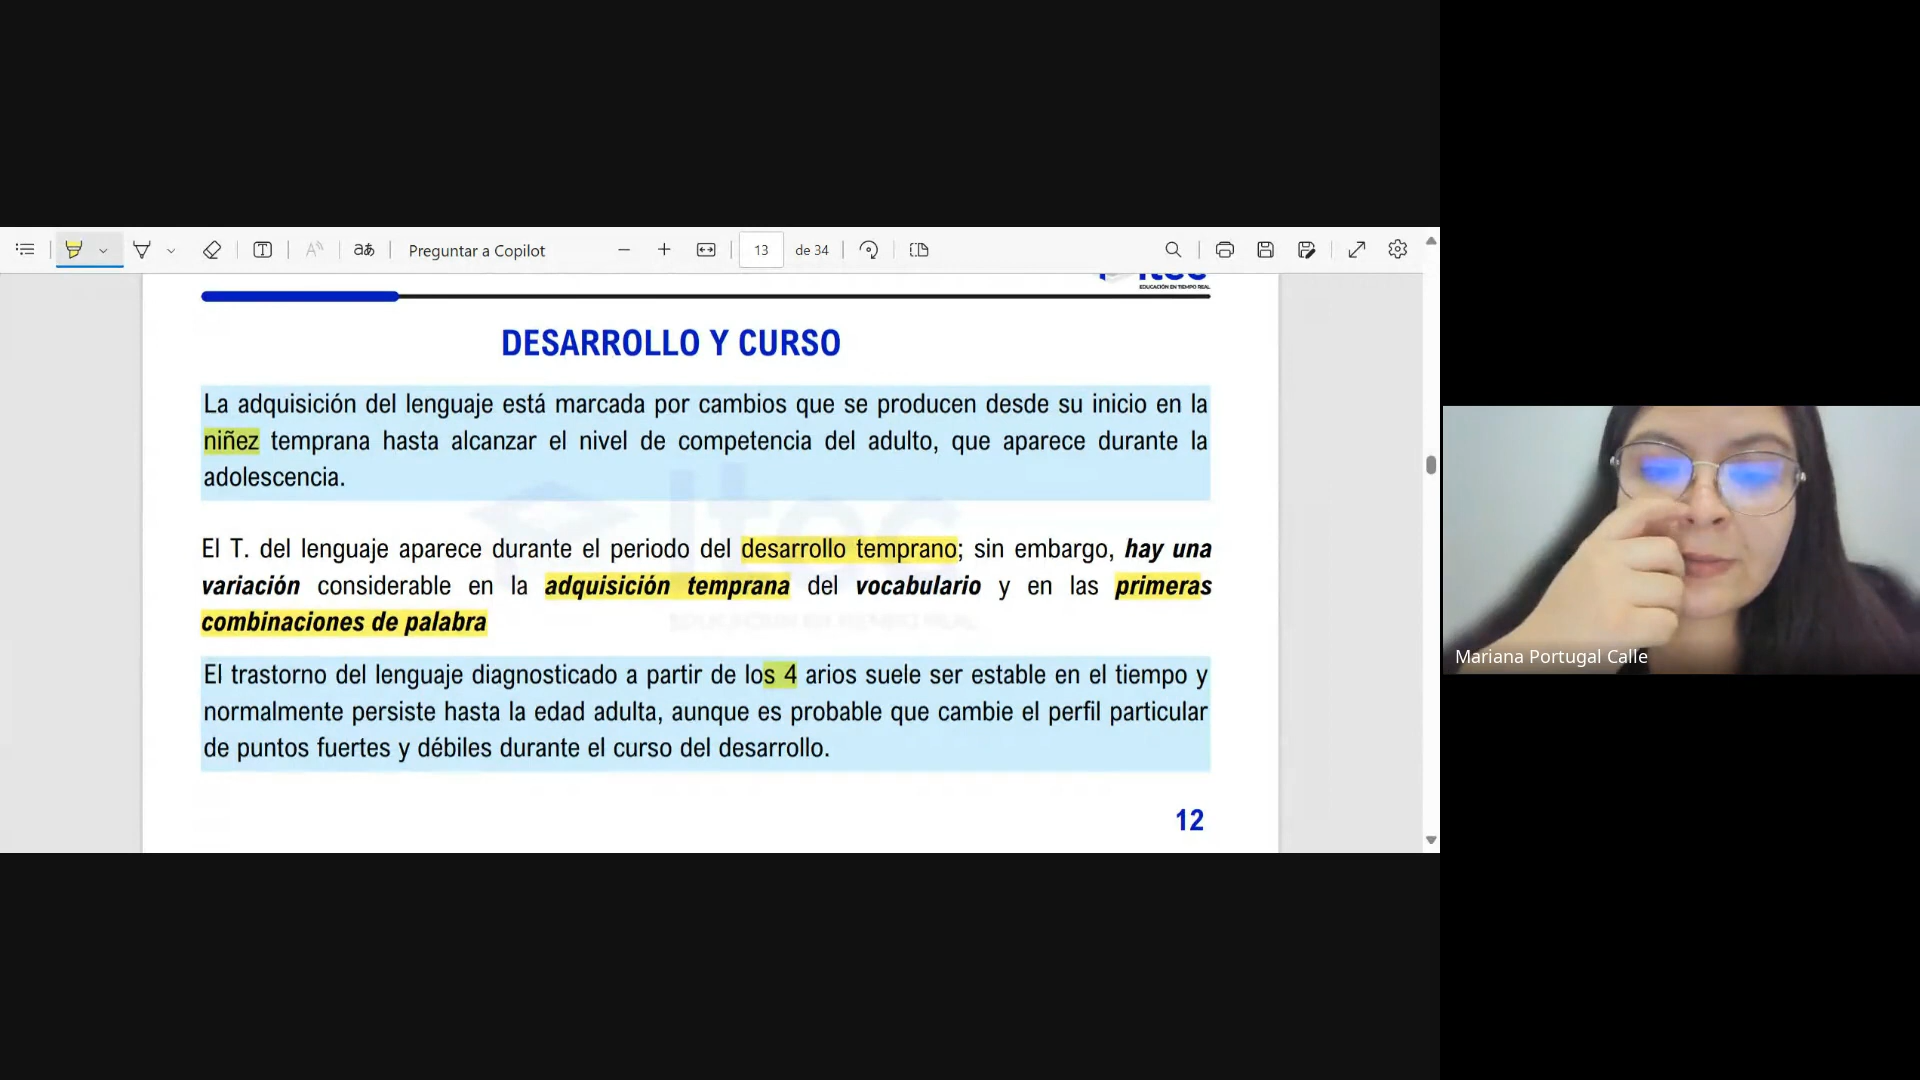 Preguntar a Copilot
13
de 34
EDUCACIÓN EN TIEMPO REAL
DESARROLLO Y CURSO
La adquisición del lenguaje está marcada por cambios que se producen desde su inicio en la
niñez temprana hasta alcanzar el nivel de competencia del adulto, que aparece durante la
adolescencia.
El T. del lenguaje aparece durante el periodo del desarrollo temprano; sin embargo, hay una
variación considerable en la adquisición temprana del vocabulario y en las primeras
combinaciones de palabra
El trastorno del lenguaje diagnosticado a partir de los 4 arios suele ser estable en el tiempo y
normalmente persiste hasta la edad adulta, aunque es probable que cambie el perfil particular
de puntos fuertes y débiles durante el curso del desarrollo.
12
Mariana Portugal Calle